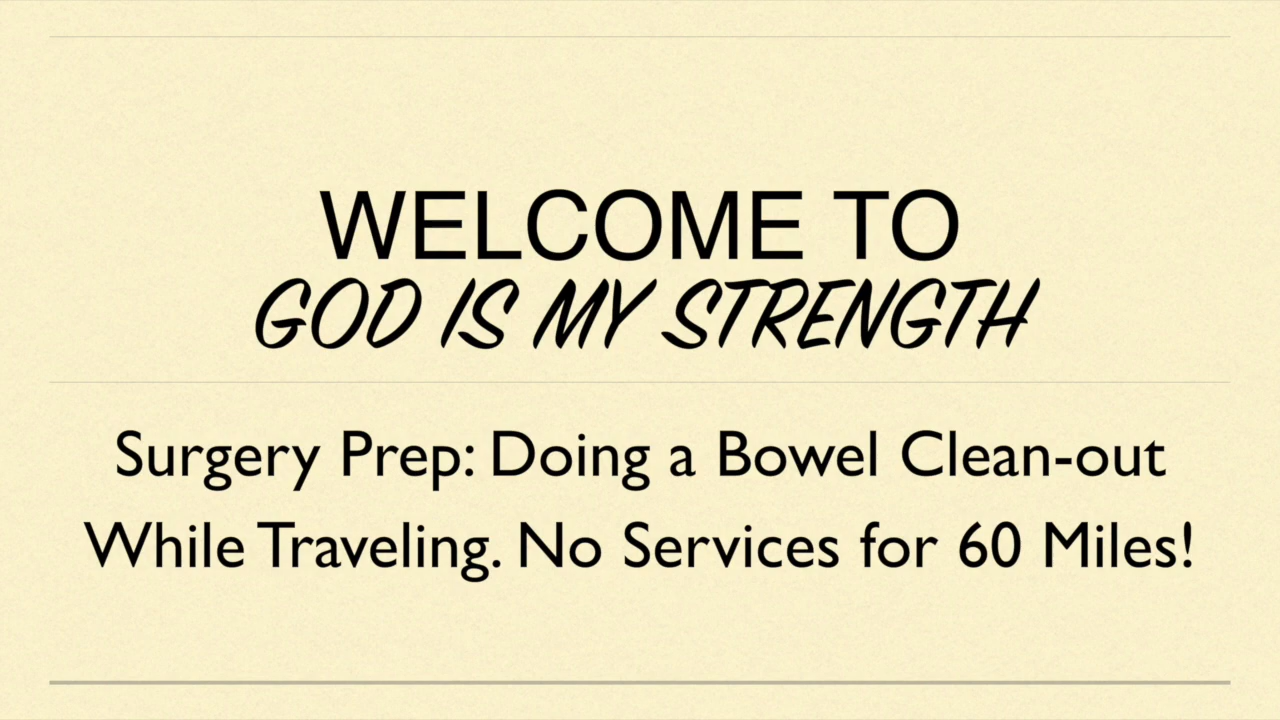 WELCOME TO
GOD IS MY STRENGTH
Surgery Prep: Doing a Bowel Clean-out
While Traveling. No Services for 60 Miles!